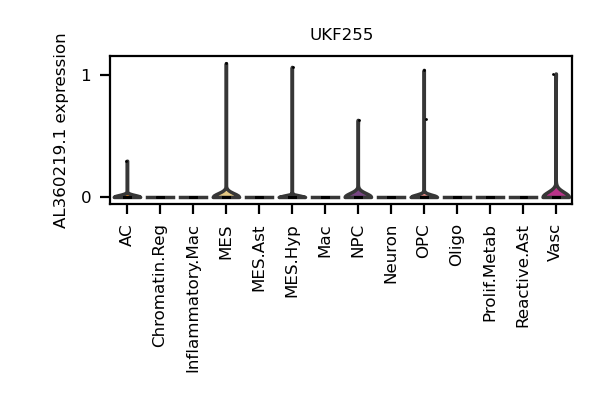 UKF255
AL360219.1 expression
1
0
AC
Chromatin.Reg
Inflammatory.Mac
MES
MES.Ast
MES.Hyp
Mac
NPC
Neuron
OPC
Oligo
Prolif.Metab
Reactive.Ast
Vasc